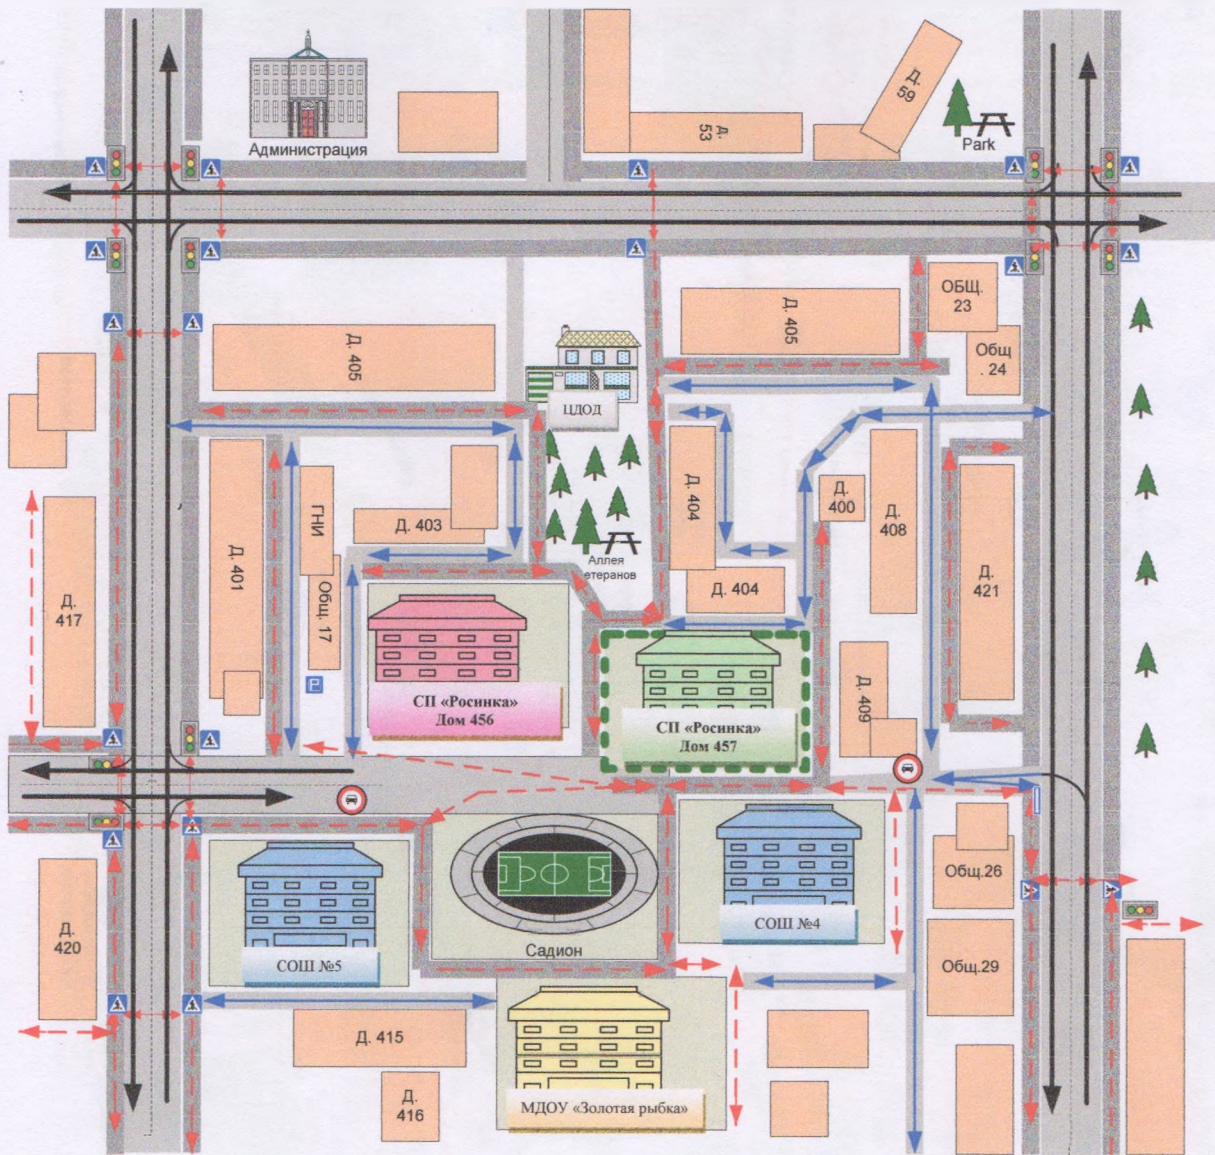 Администрация
Д.
53
Д.
59
Park
Д. 405
ЦДОД
Д. 405
ОБЩ.
23
Общ
. 24
Д. 401
ГНИ
Общ. 17
Д. 403
Аллея
етеранов
Д. 404
Д. 404
Д.
400
Д.
408
Д.
421
Д.
417
P
СП «Росинка»
Дом 456
СП «Росинка»
Дом 457
Д. 409
Д.
420
СОШ №5
Садион
СОШ №4
Общ.26
Общ.29
Д. 415
Д.
416
МДОУ «Золотая рыбка»